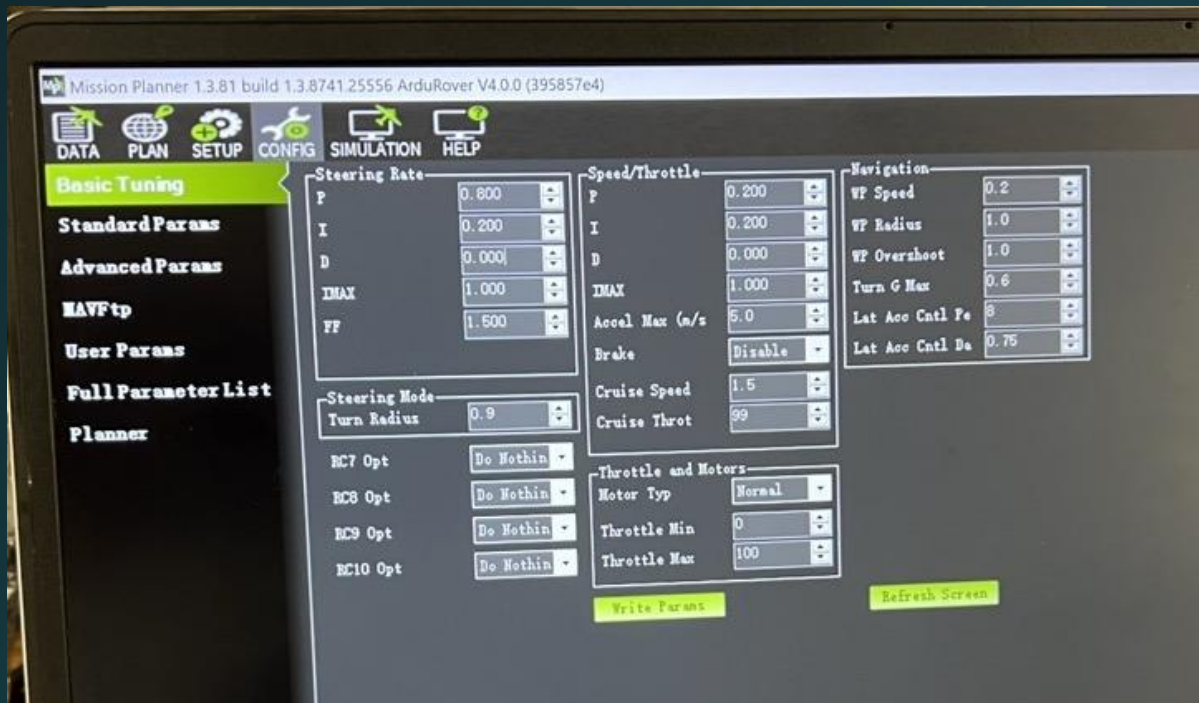 Mission Planner 1.3.81 build 1.3.8741.25556 ArduRover V4.0.0 (395857e4)
DATA PLAN SETUP CONFIG SIMULATION HELP
Basic Tuning
Standard Params
Advanced Params
MAVFtp
User Params
Full Parameter List
Planner
Steering Rate
P 0.800
I 0.200
D 0.000
IMAX 1.000
FF 1.500
Steering Mode
Turn Radius 0.9
RC7 Opt Do Nothin
RC8 Opt Do Nothin
RC9 Opt Do Nothin
RC10 Opt Do Nothin
Speed/Throttle
P 0.200
I 0.200
D 0.000
IMAX 1.000
Accel Max (m/s 5.0
Brake Disable
Cruise Speed 1.5
Cruise Throt 99
Throttle and Motors
Motor Typ Normal
Throttle Min 0
Throttle Max 100
Write Params
Navigation
WP Speed 0.2
WP Radius 1.0
WP Overshoot 1.0
Turn G Max 0.6
Lat Acc Cntl Pe 8
Lat Acc Cntl Da 0.75
Refresh Screen